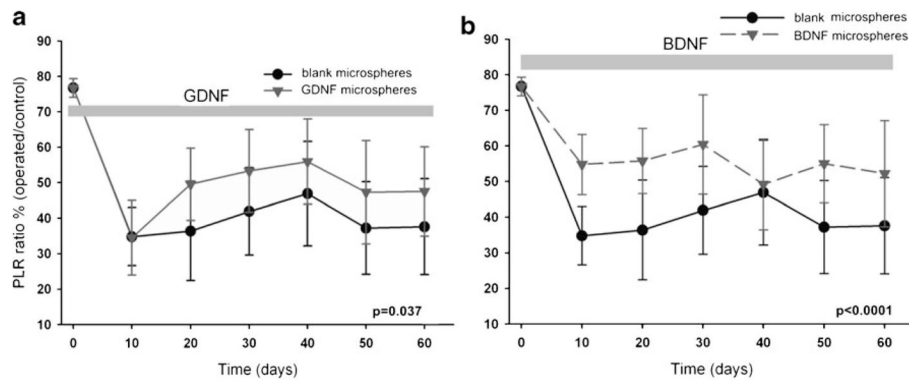 a
blank microspheres
GDNF microspheres
GDNF
PLR ratio % (operated/control)
90
80
70
60
50
40
30
20
10
p=0.037
0 10 20 30 40 50 60
Time (days)
b
blank microspheres
BDNF microspheres
BDNF
90
80
70
60
50
40
30
20
10
p<0.0001
0 10 20 30 40 50 60
Time (days)